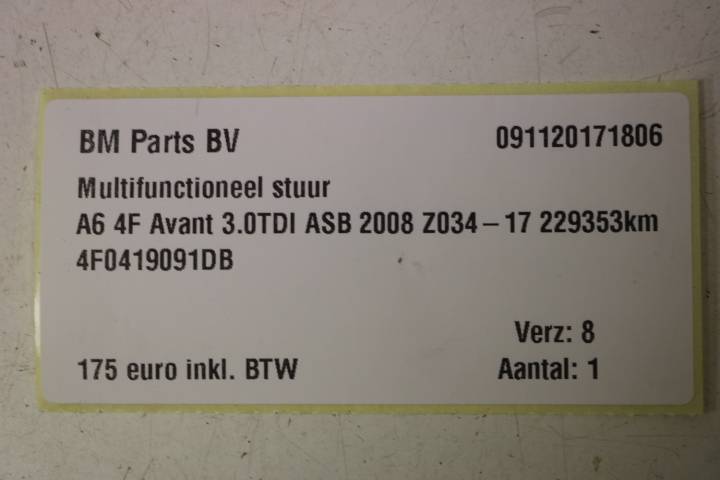 BM Parts BV 091120171806
Multifunctioneel stuur
A6 4F Avant 3.0TDI ASB 2008 Z034 – 17 229353km
4F0419091DB
Verz: 8
175 euro inkl. BTW Aantal: 1